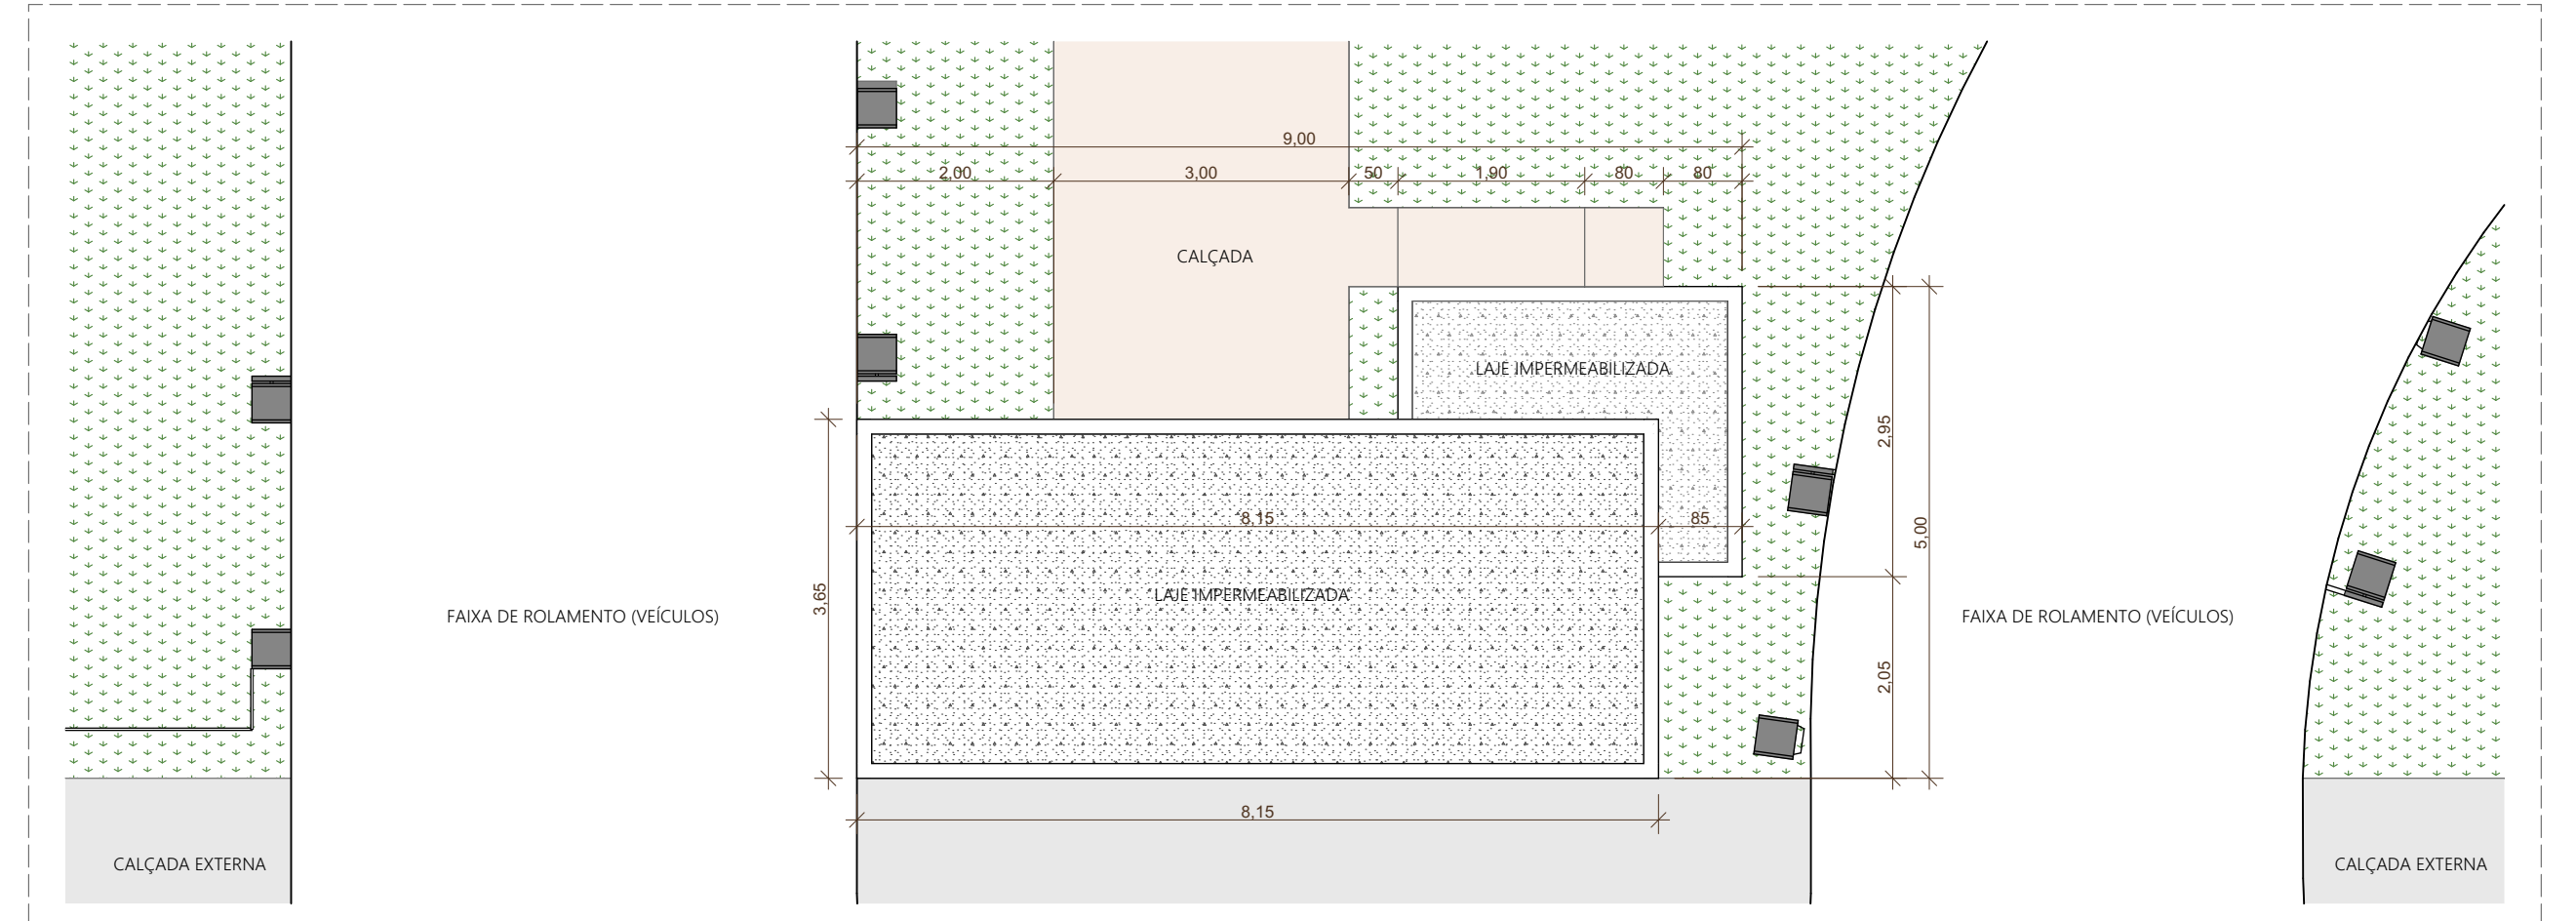 9,00
2,00
3,00
50
1,90
80
80
CALÇADA
LAJE IMPERMEABILIZADA
2,95
8,15
85
5,00
3,65
LAJE IMPERMEABILIZADA
FAIXA DE ROLAMENTO (VEÍCULOS)
FAIXA DE ROLAMENTO (VEÍCULOS)
2,05
8,15
CALÇADA EXTERNA
CALÇADA EXTERNA